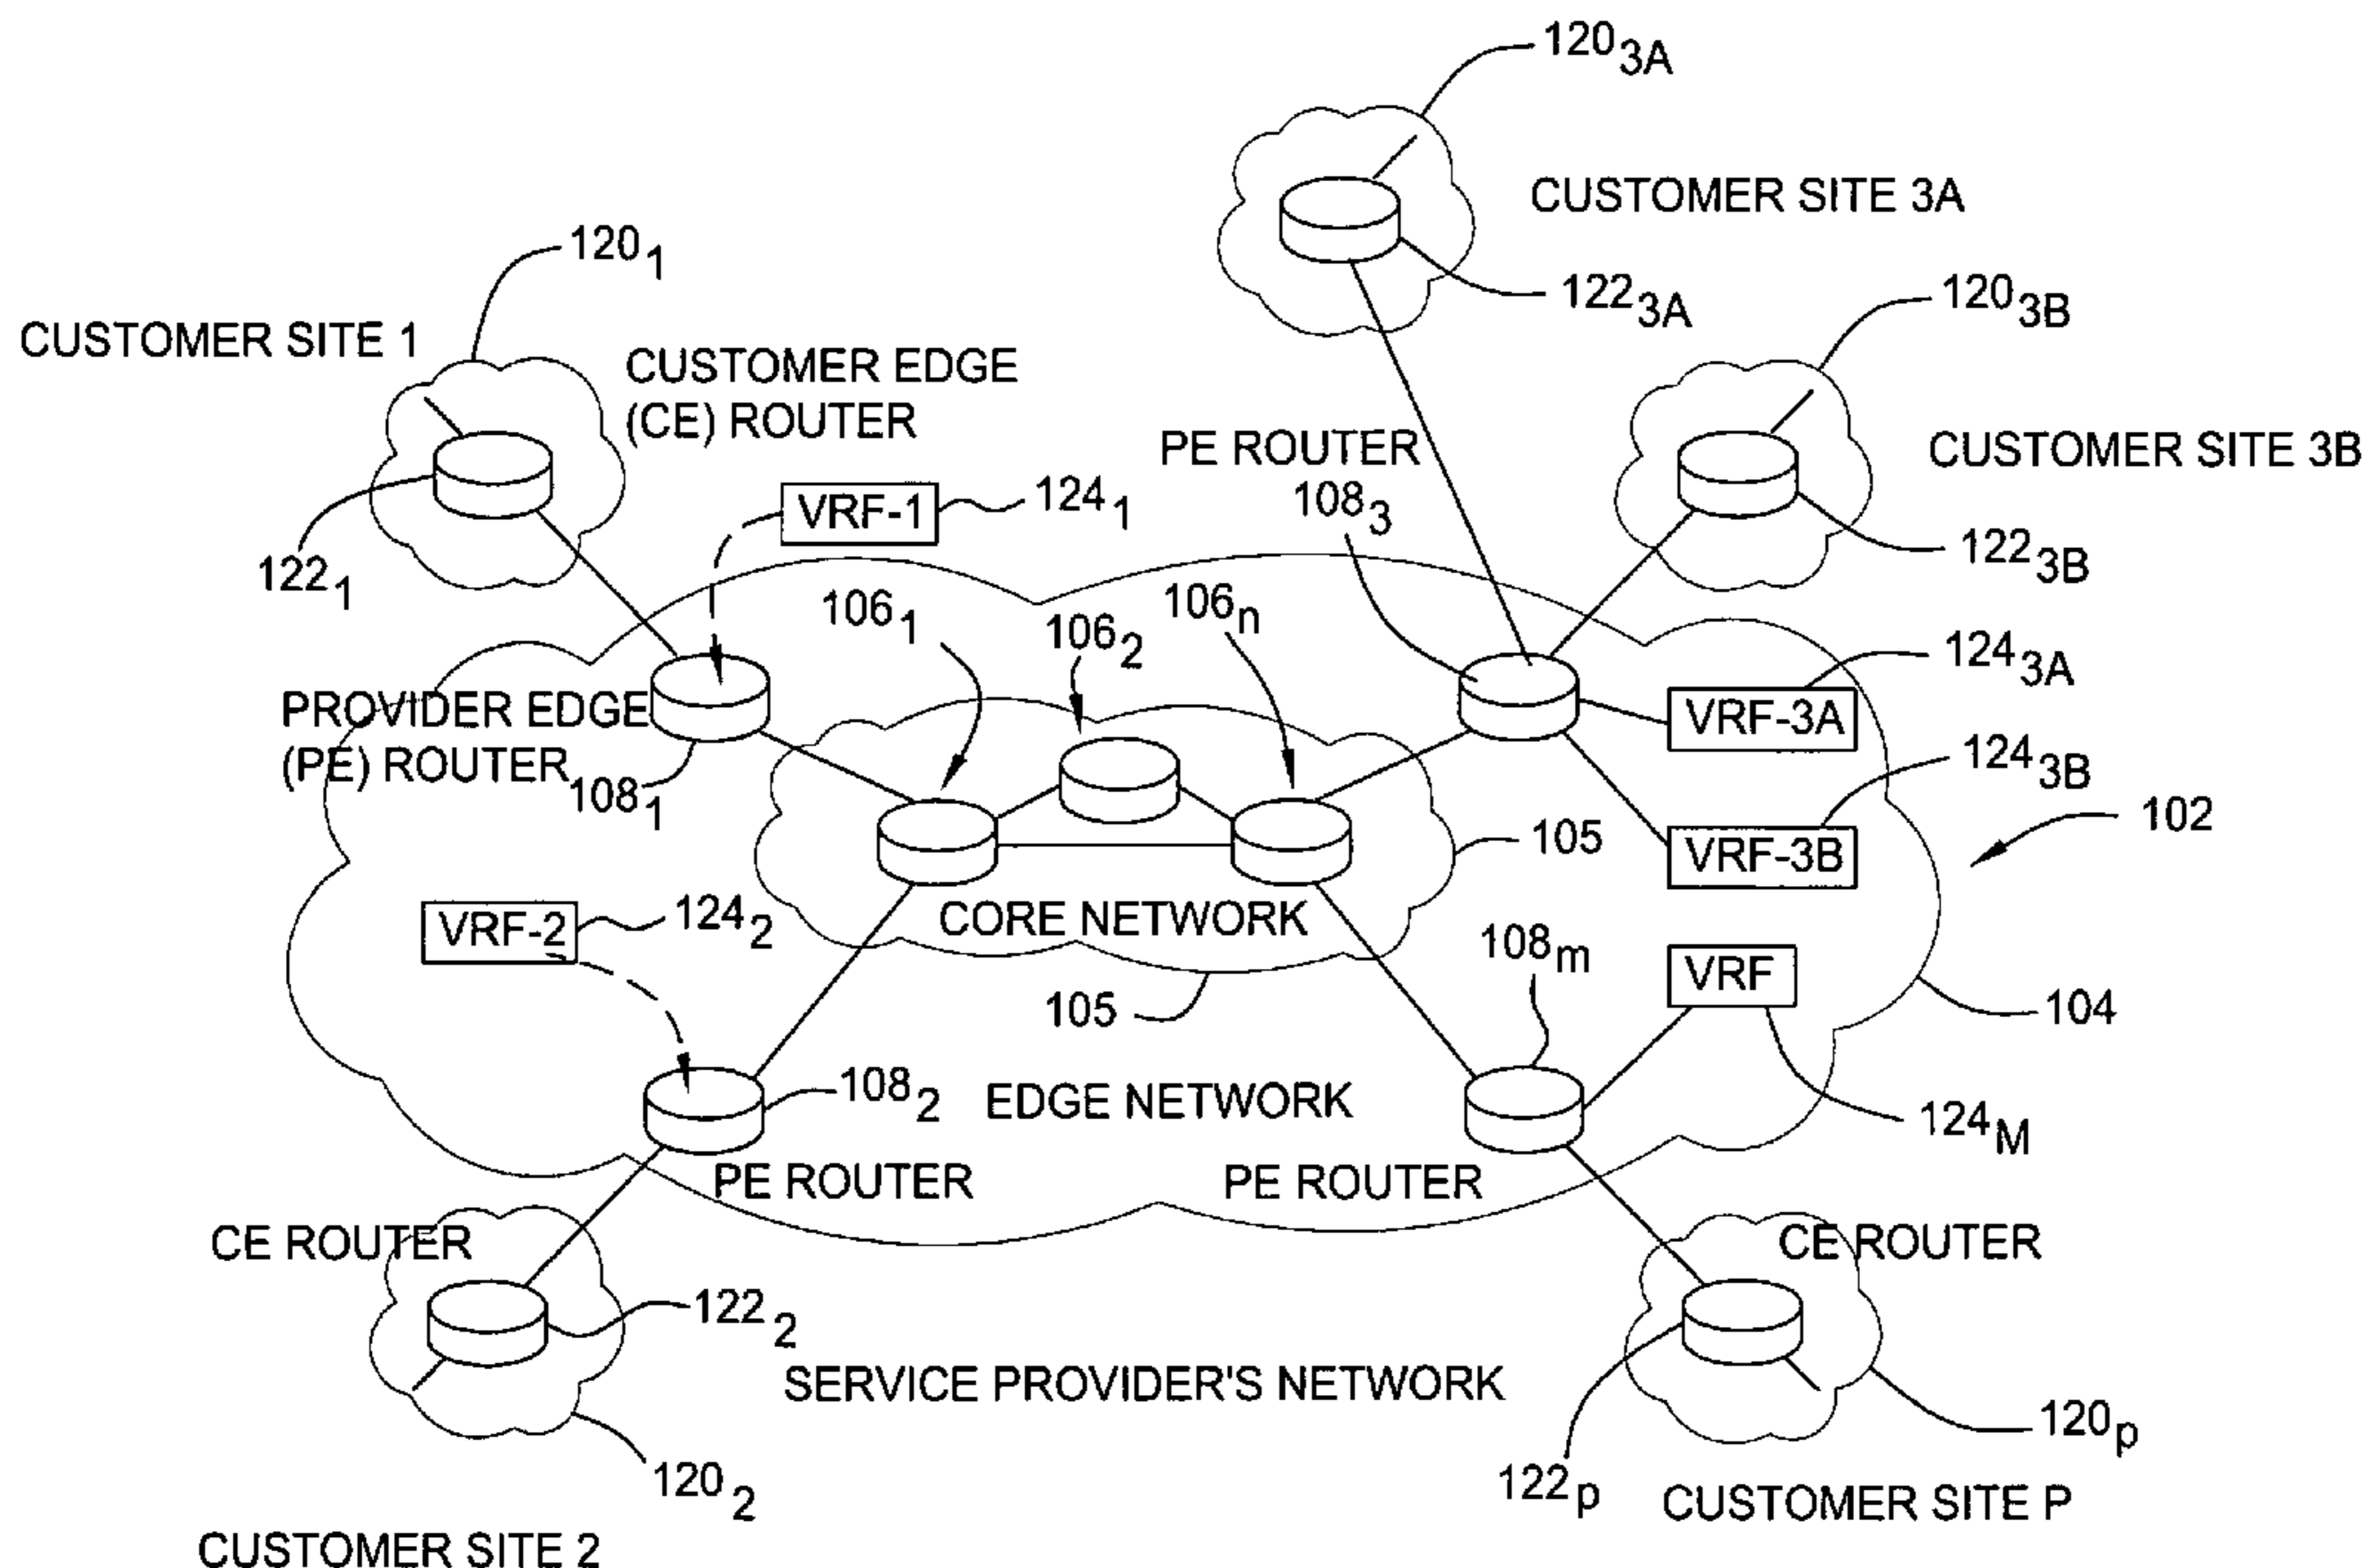 120 3A
CUSTOMER SITE 3A
122 3A
120 1
CUSTOMER SITE 1
CUSTOMER EDGE
(CE) ROUTER
122 1
VRF-1
124 1
120 3B
CUSTOMER SITE 3B
122 3B
PE ROUTER
108 3
106 1
106 2
106 n
PROVIDER EDGE
(PE) ROUTER
108 1
VRF-3A
124 3A
VRF-3B
124 3B
102
105
CORE NETWORK
105
VRF-2
124 2
108 m
VRF
104
124 M
108 2
EDGE NETWORK
PE ROUTER
PE ROUTER
CE ROUTER
122 2
120 2
CUSTOMER SITE 2
SERVICE PROVIDER'S NETWORK
CE ROUTER
120 p
122 p
CUSTOMER SITE P